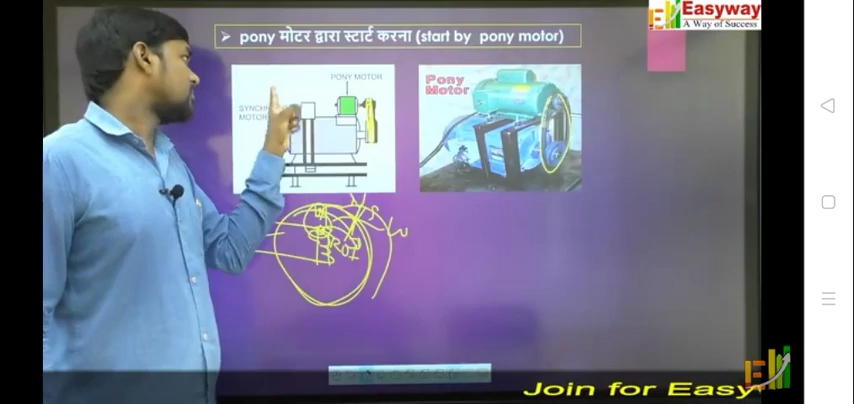 Easyway
A Way of Success
➢ pony मोटर द्वारा स्टार्ट करना (start by pony motor)
PONY MOTOR
SYNCH
MOTOR
Pony
Motor
Join for Easy